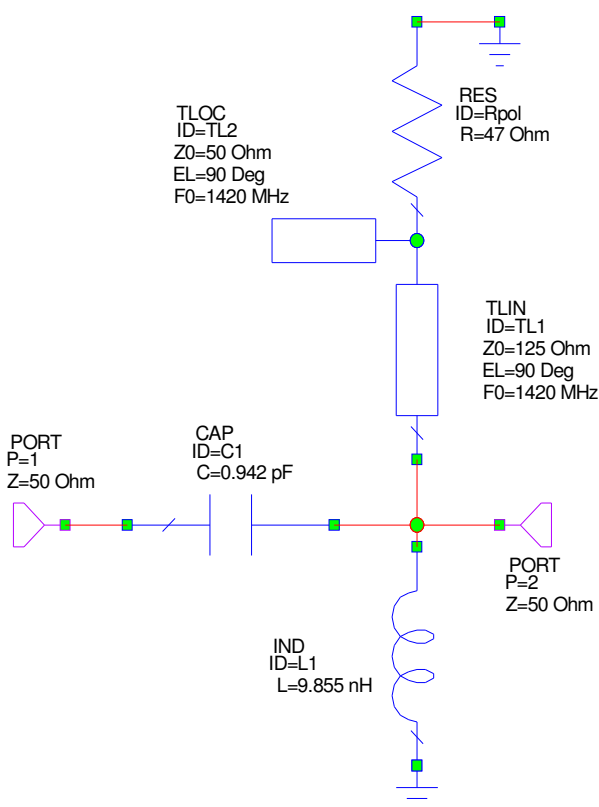 RES
ID=Rpol
R=47 Ohm
TLOC
ID=TL2
Z0=50 Ohm
EL=90 Deg
F0=1420 MHz
TLIN
ID=TL1
Z0=125 Ohm
EL=90 Deg
F0=1420 MHz
CAP
ID=C1
C=0.942 pF
PORT
P=1
Z=50 Ohm
PORT
P=2
Z=50 Ohm
IND
ID=L1
L=9.855 nH